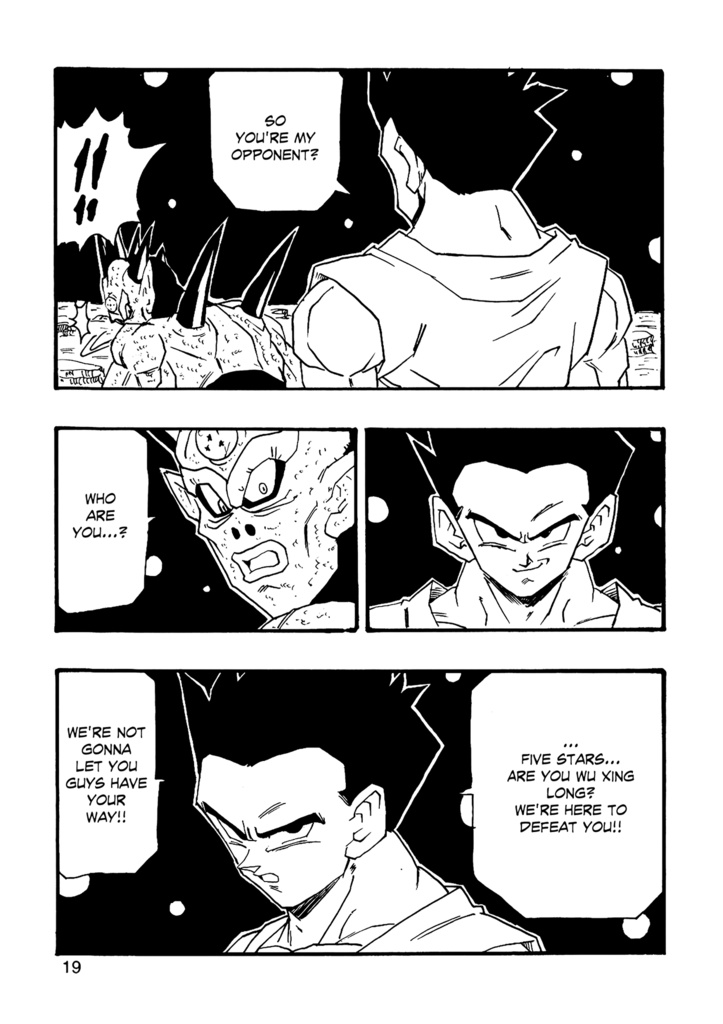 SO
YOU'RE MY
OPPONENT?
!!
WHO
ARE
YOU...?
...
FIVE STARS...
ARE YOU WU XING
LONG?
WE'RE HERE TO
DEFEAT YOU!!
WE'RE NOT
GONNA
LET YOU
GUYS HAVE
YOUR
WAY!!
19